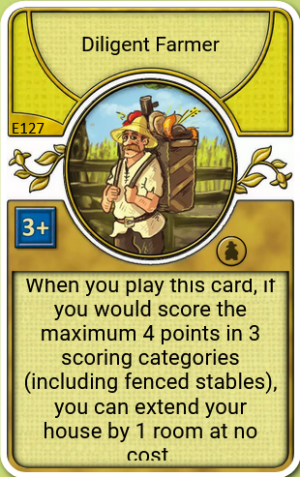 Diligent Farmer
E127
3+
When you play this card, if
you would score the
maximum 4 points in 3
scoring categories
(including fenced stables),
you can extend your
house by 1 room at no
cost